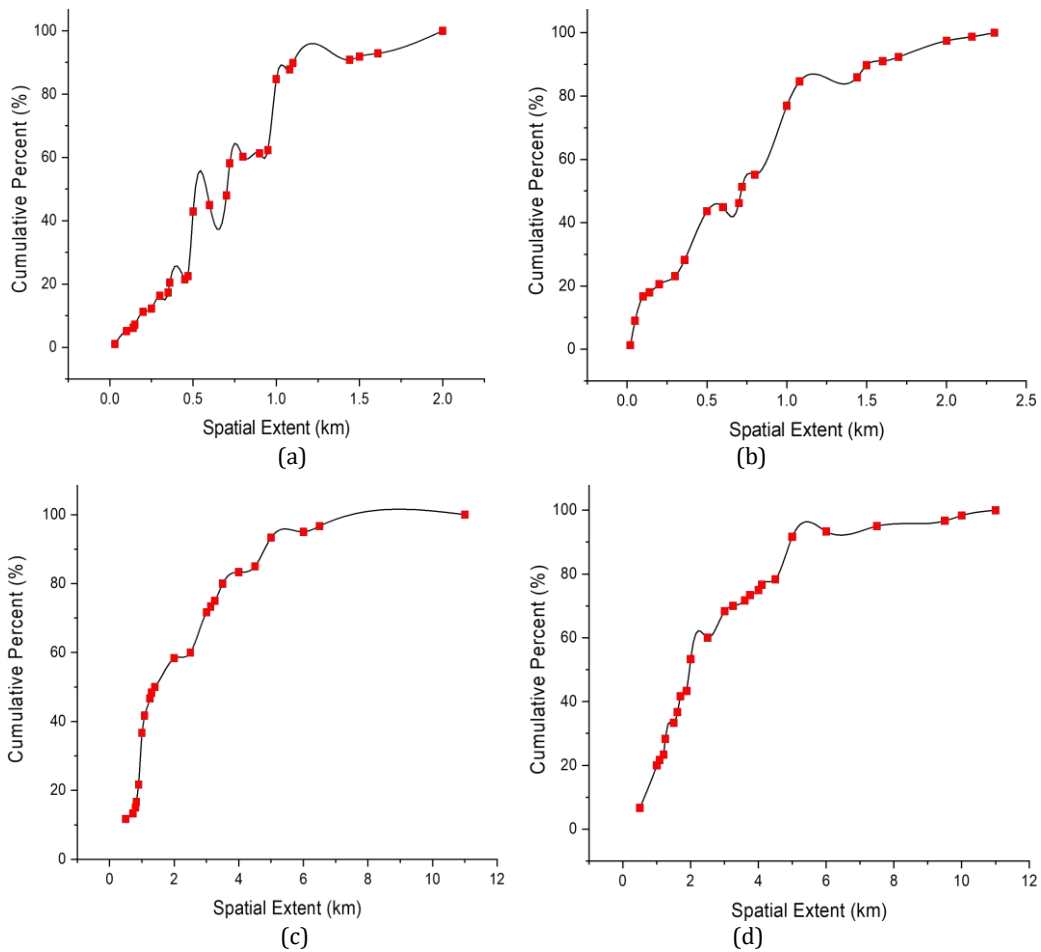 Cumulative Percent (%)
100
80
60
40
20
0
0.0 0.5 1.0 1.5 2.0
Spatial Extent (km)
(a)
Cumulative Percent (%)
100
80
60
40
20
0
0.0 0.5 1.0 1.5 2.0 2.5
Spatial Extent (km)
(b)
Cumulative Percent (%)
100
80
60
40
20
0
0 2 4 6 8 10 12
Spatial Extent (km)
(c)
Cumulative Percent (%)
100
80
60
40
20
0
0 2 4 6 8 10 12
Spatial Extent (km)
(d)